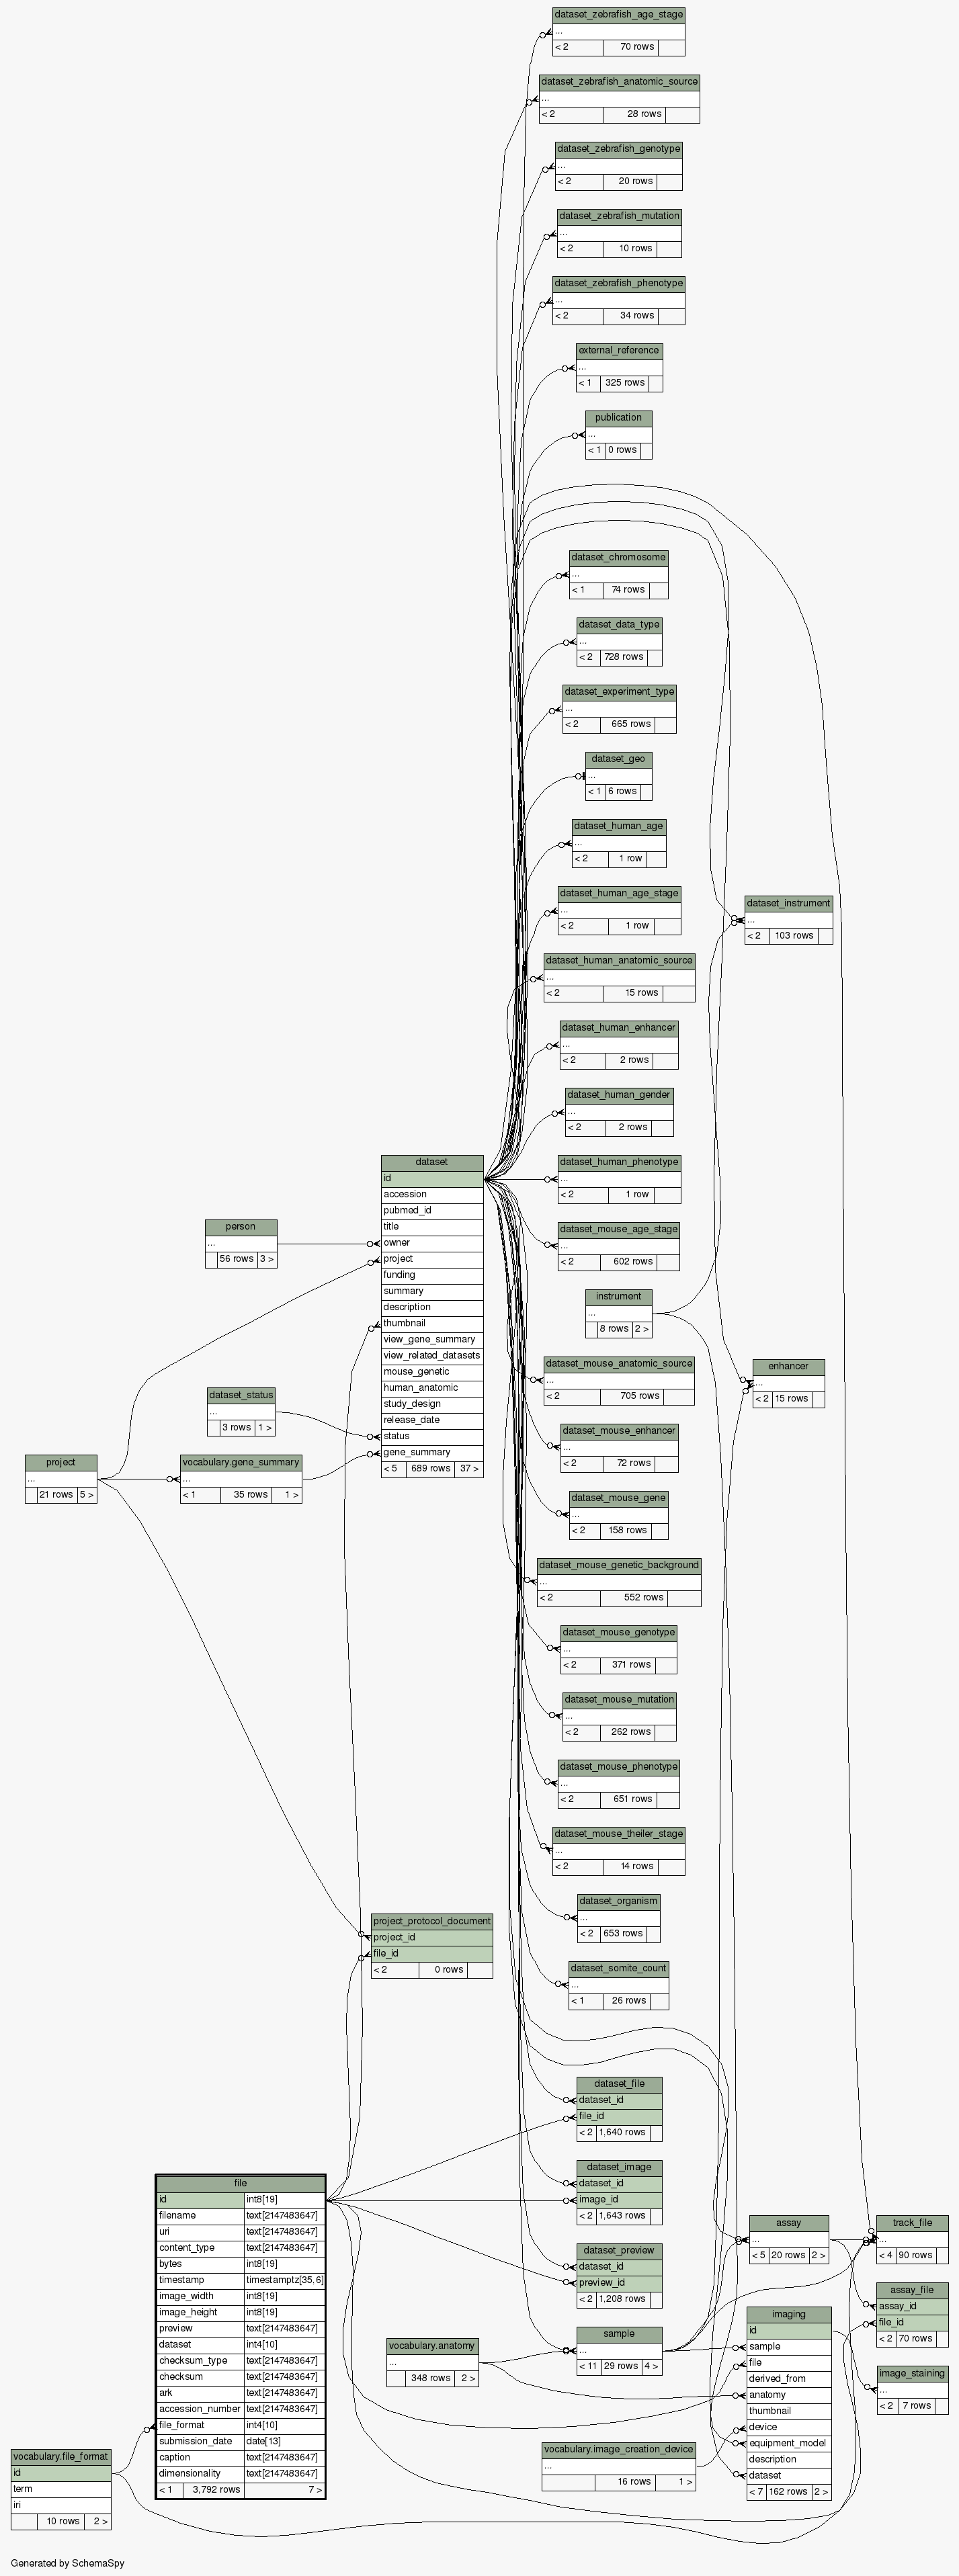 dataset_zebrafish_age_stage
...
< 2 70 rows
dataset_zebrafish_anatomic_source
...
< 2 28 rows
dataset_zebrafish_genotype
...
< 2 20 rows
dataset_zebrafish_mutation
...
< 2 10 rows
dataset_zebrafish_phenotype
...
< 2 34 rows
external_reference
...
< 1 325 rows
publication
...
< 1 0 rows
dataset_chromosome
...
< 1 74 rows
dataset_data_type
...
< 2 728 rows
dataset_experiment_type
...
< 2 665 rows
dataset_geo
...
< 1 6 rows
dataset_human_age
...
< 2 1 row
dataset_human_age_stage
...
< 2 1 row
dataset_instrument
...
< 2 103 rows
dataset_human_anatomic_source
...
< 2 15 rows
dataset_human_enhancer
...
< 2 2 rows
dataset_human_gender
...
< 2 2 rows
dataset_human_phenotype
...
< 2 1 row
dataset_mouse_age_stage
...
< 2 602 rows
instrument
...
8 rows 2 >
dataset_mouse_anatomic_source
...
< 2 705 rows
enhancer
...
< 2 15 rows
dataset_mouse_enhancer
...
< 2 72 rows
dataset_mouse_gene
...
< 2 158 rows
dataset_mouse_genetic_background
...
< 2 552 rows
dataset_mouse_genotype
...
< 2 371 rows
dataset_mouse_mutation
...
< 2 262 rows
dataset_mouse_phenotype
...
< 2 651 rows
dataset_mouse_theiler_stage
...
< 2 14 rows
dataset_organism
...
< 2 653 rows
dataset_somite_count
...
< 1 26 rows
dataset
id
accession
pubmed_id
title
owner
project
funding
summary
description
thumbnail
view_gene_summary
view_related_datasets
mouse_genetic
human_anatomic
study_design
release_date
status
gene_summary
< 5 689 rows 37 >
person
...
56 rows 3 >
dataset_status
...
3 rows 1 >
project
...
21 rows 5 >
vocabulary.gene_summary
...
< 1 35 rows 1 >
project_protocol_document
project_id
file_id
< 2 0 rows
dataset_file
dataset_id
file_id
< 2 1,640 rows
dataset_image
dataset_id
image_id
< 2 1,643 rows
dataset_preview
dataset_id
preview_id
< 2 1,208 rows
sample
...
< 11 29 rows 4 >
assay
...
< 5 20 rows 2 >
track_file
...
< 4 90 rows
assay_file
assay_id
file_id
< 2 70 rows
image_staining
...
< 2 7 rows
imaging
id
sample
file
derived_from
anatomy
thumbnail
device
equipment_model
description
dataset
< 7 162 rows 2 >
vocabulary.anatomy
...
348 rows 2 >
vocabulary.image_creation_device
...
16 rows 1 >
file
id int8[19]
filename text[2147483647]
uri text[2147483647]
content_type text[2147483647]
bytes int8[19]
timestamp timestamptz[35,6]
image_width int8[19]
image_height int8[19]
preview text[2147483647]
dataset int4[10]
checksum_type text[2147483647]
checksum text[2147483647]
ark text[2147483647]
accession_number text[2147483647]
file_format int4[10]
submission_date date[13]
caption text[2147483647]
dimensionality text[2147483647]
< 1 3,792 rows 7 >
vocabulary.file_format
id
term
iri
10 rows 2 >
Generated by SchemaSpy